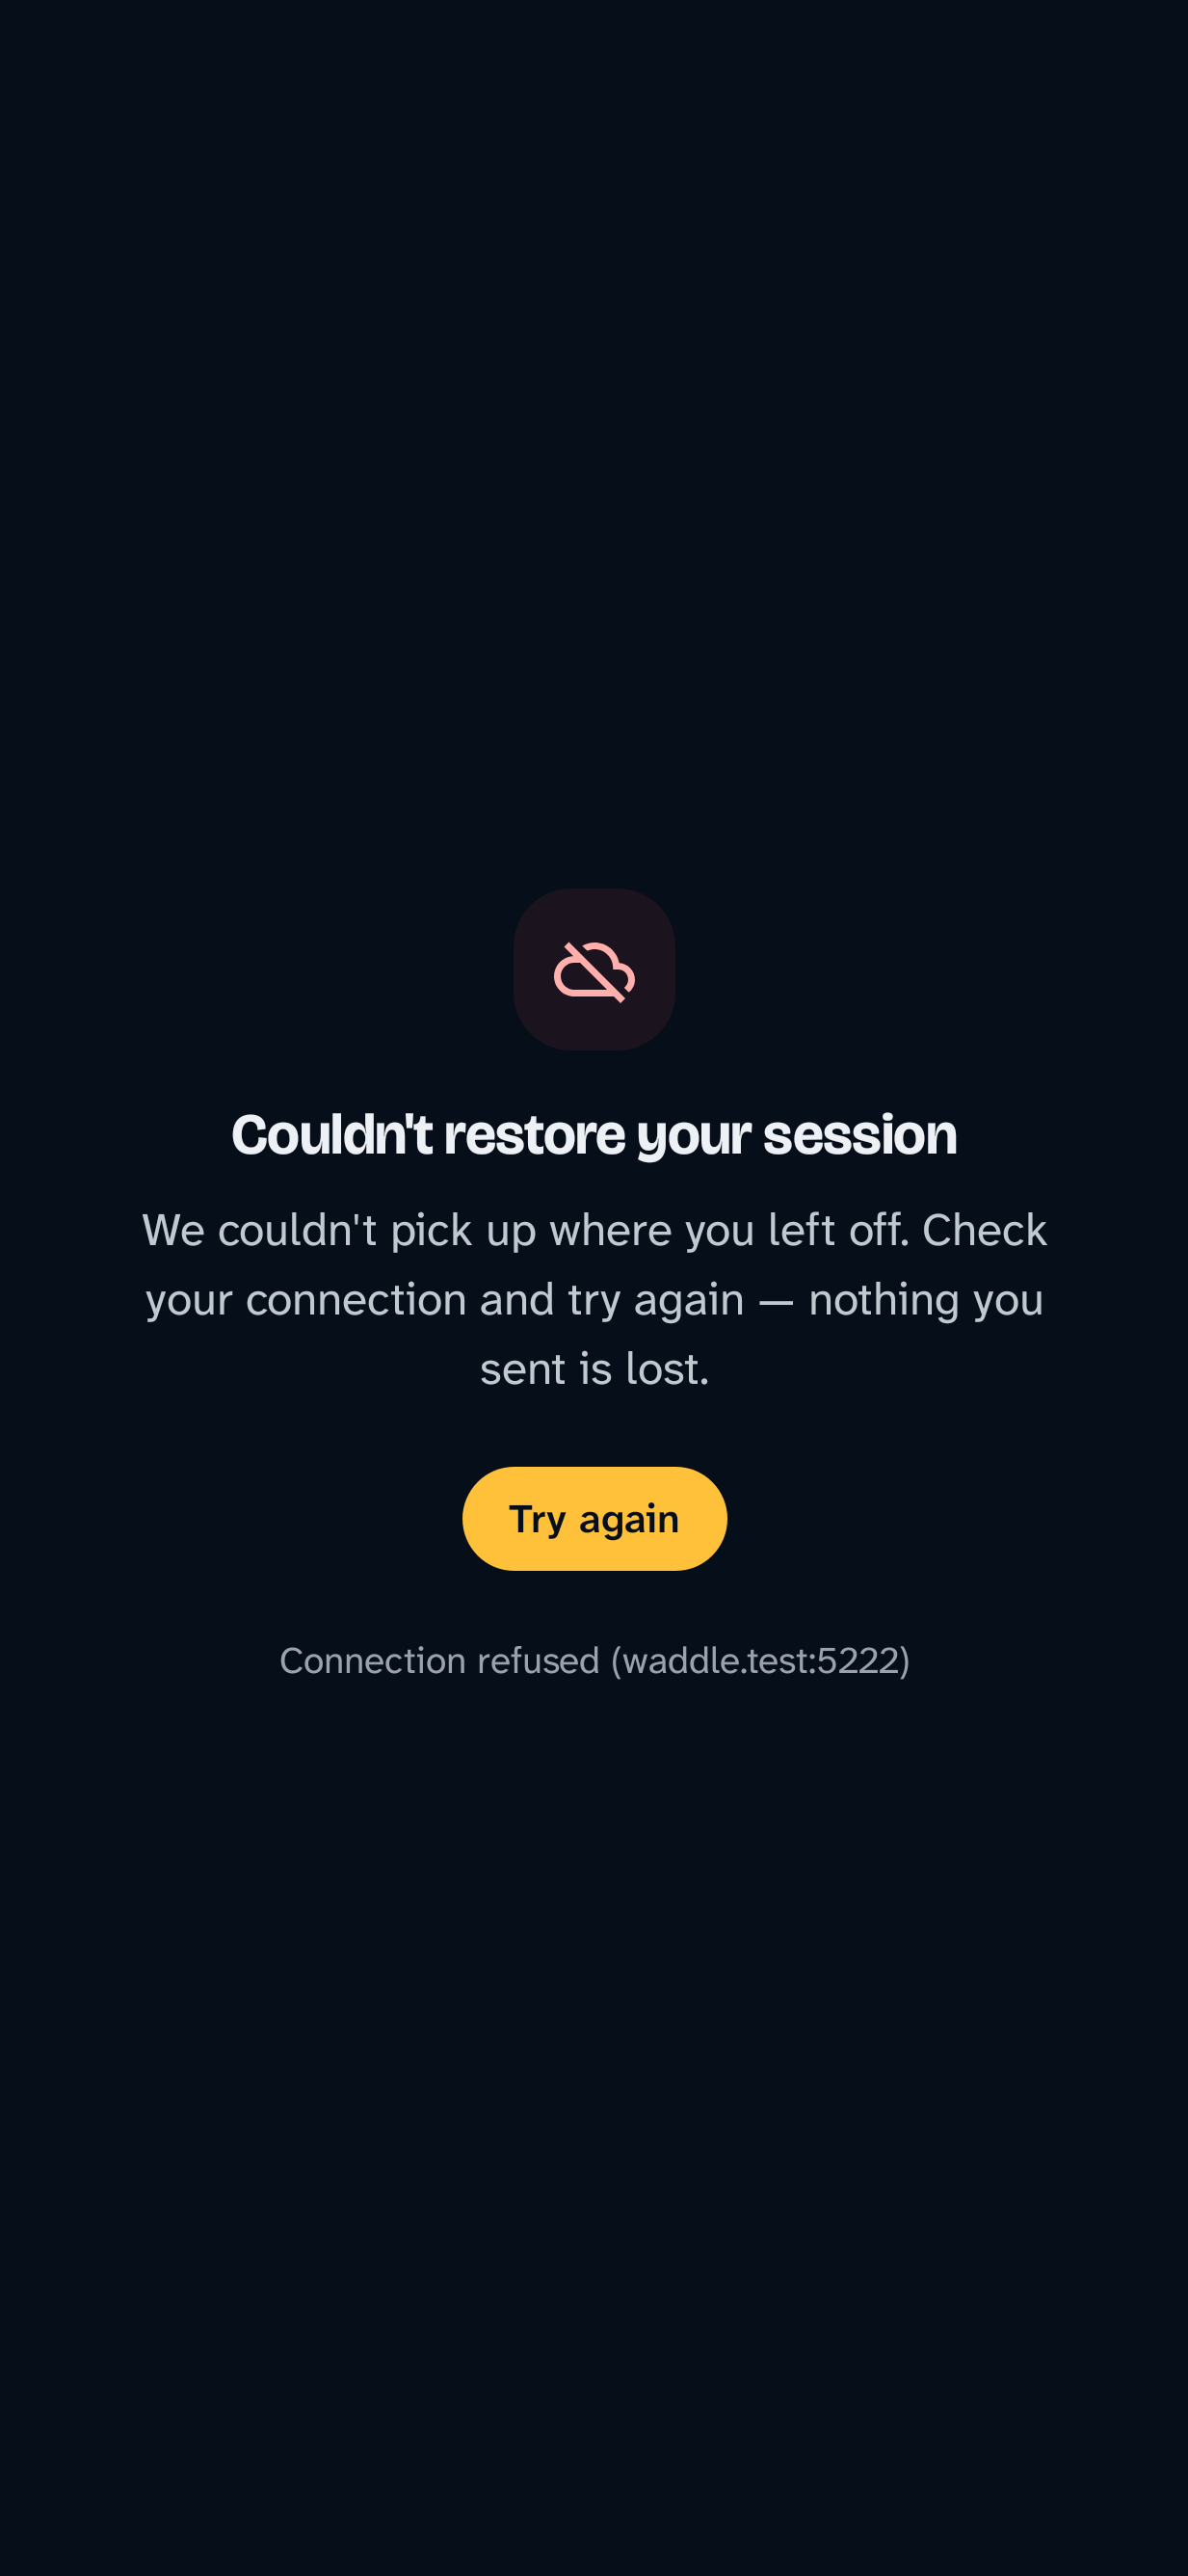 Couldn't restore your session
We couldn't pick up where you left off. Check
your connection and try again — nothing you
sent is lost.
Try again
Connection refused (waddle.test:5222)